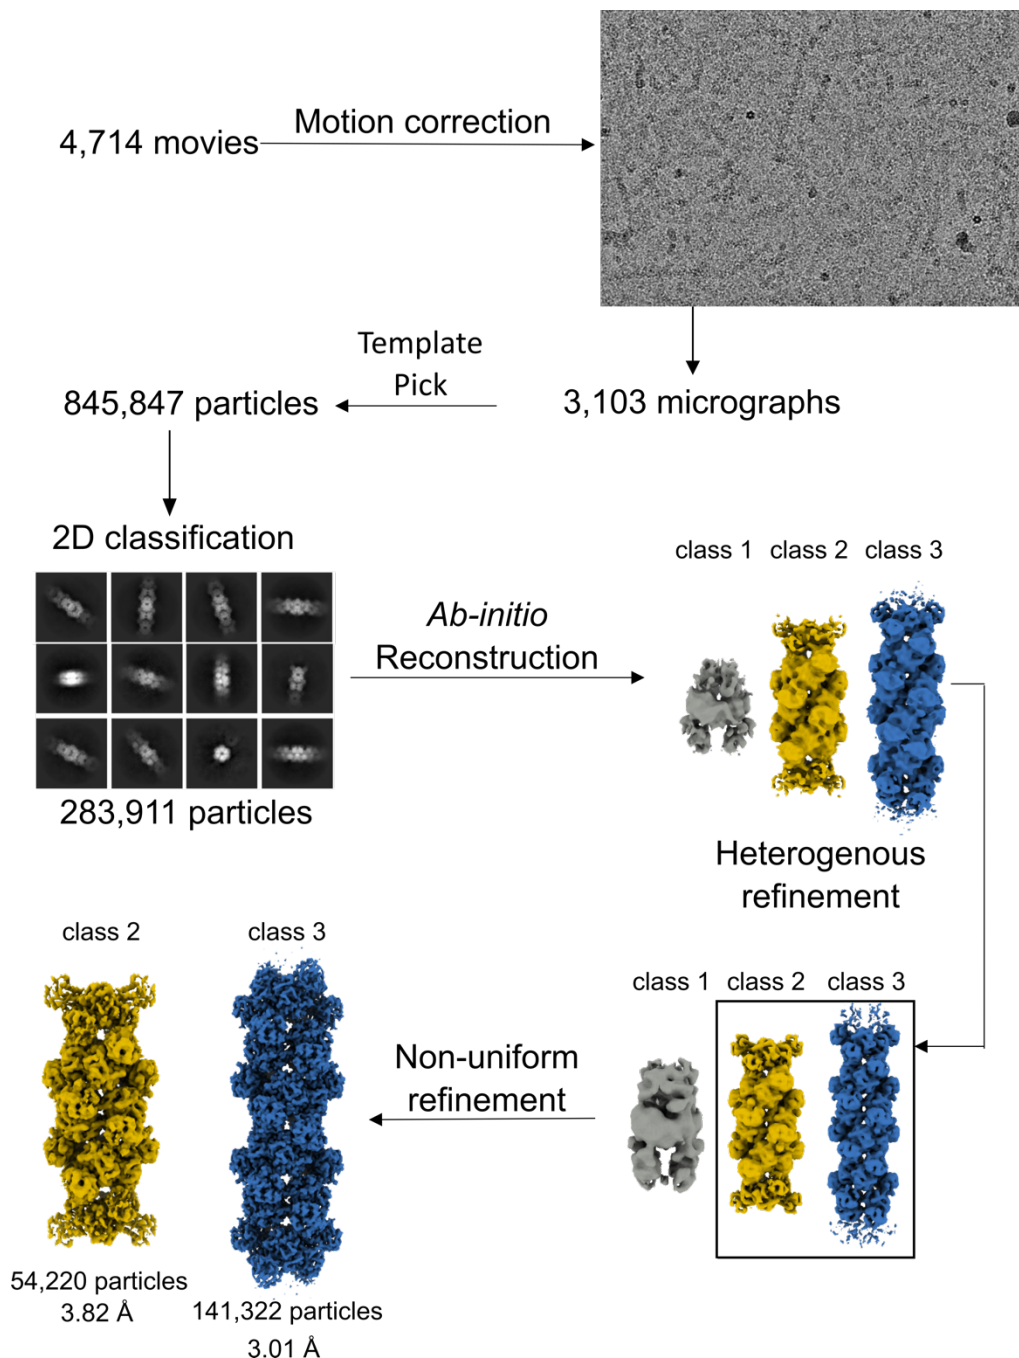 4,714 movies
Motion correction
Template
Pick
845,847 particles
3,103 micrographs
2D classification
283,911 particles
Ab-initio
Reconstruction
class 1
class 2
class 3
Heterogenous
refinement
class 1
class 2
class 3
Non-uniform
refinement
class 2
class 3
54,220 particles
3.82 Å
141,322 particles
3.01 Å